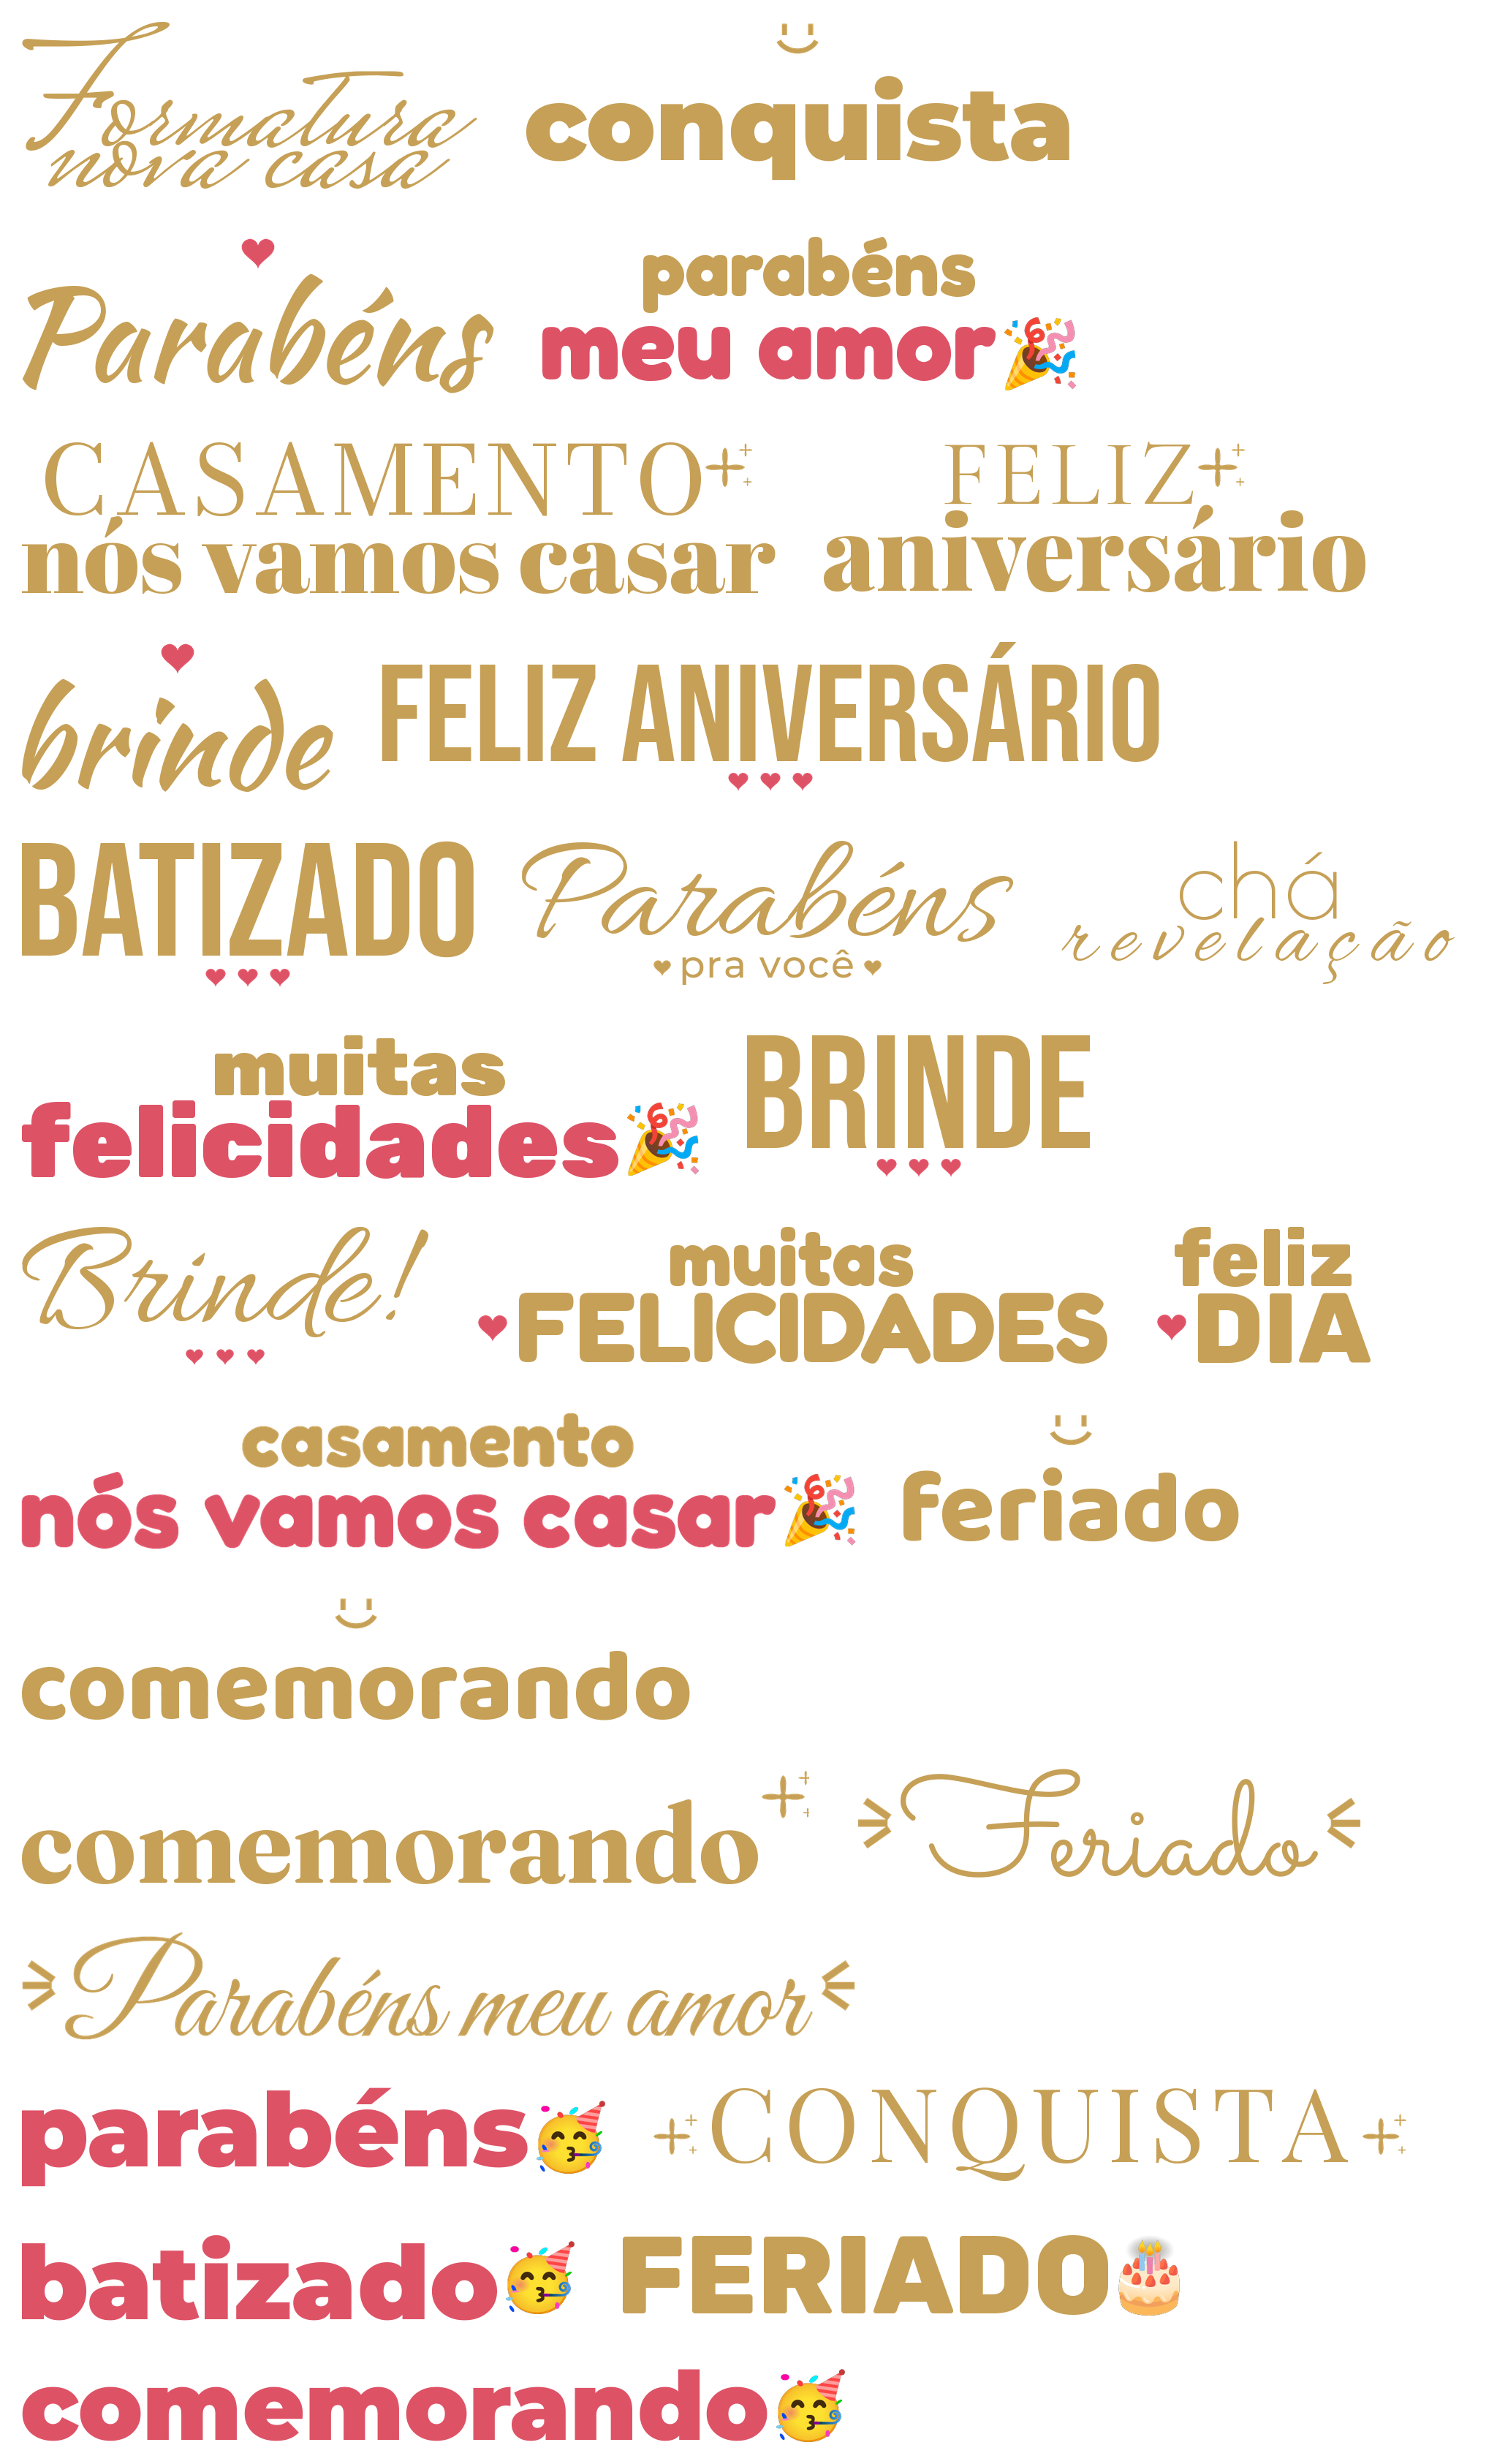 Formatura
nova casa
conquista
Parabéns
parabéns
meu amor🎉
CASAMENTO
nós vamos casar
FELIZ
aniversário
brinde
FELIZ ANIVERSÁRIO
BATIZADO
Parabéns
pra você
chá
revelação
muitas
felicidades🎉
BRINDE
Brinde!
muitas
FELICIDADES
feliz
DIA
casamento
nós vamos casar🎉
feriado
comemorando
comemorando
Feriado
Parabéns meu amor
parabéns🥳
CONQUISTA
batizado🥳
FERIADO🎂
comemorando🥳